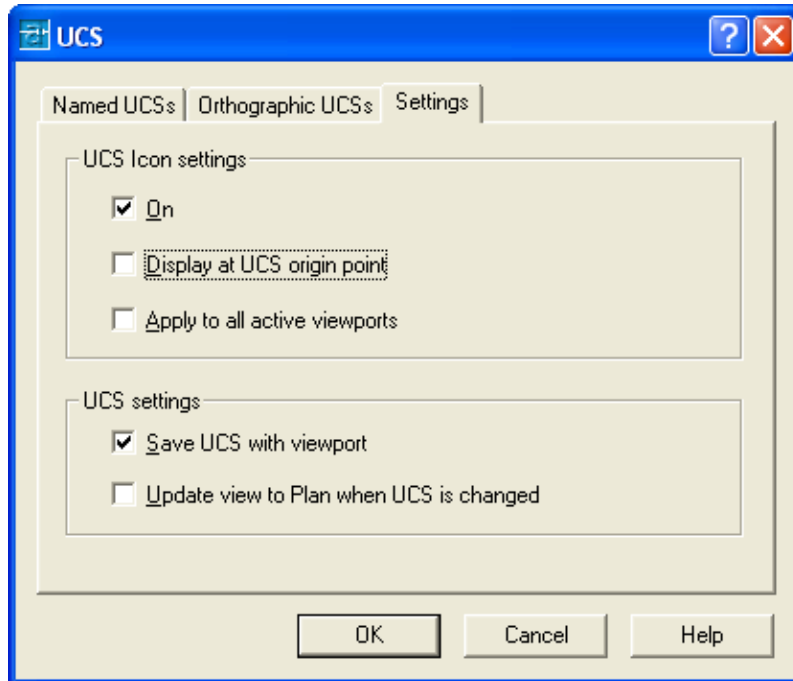 UCS
Named UCSs Orthographic UCSs Settings
UCS Icon settings
On
Display at UCS origin point
Apply to all active viewports
UCS settings
Save UCS with viewport
Update view to Plan when UCS is changed
OK Cancel Help